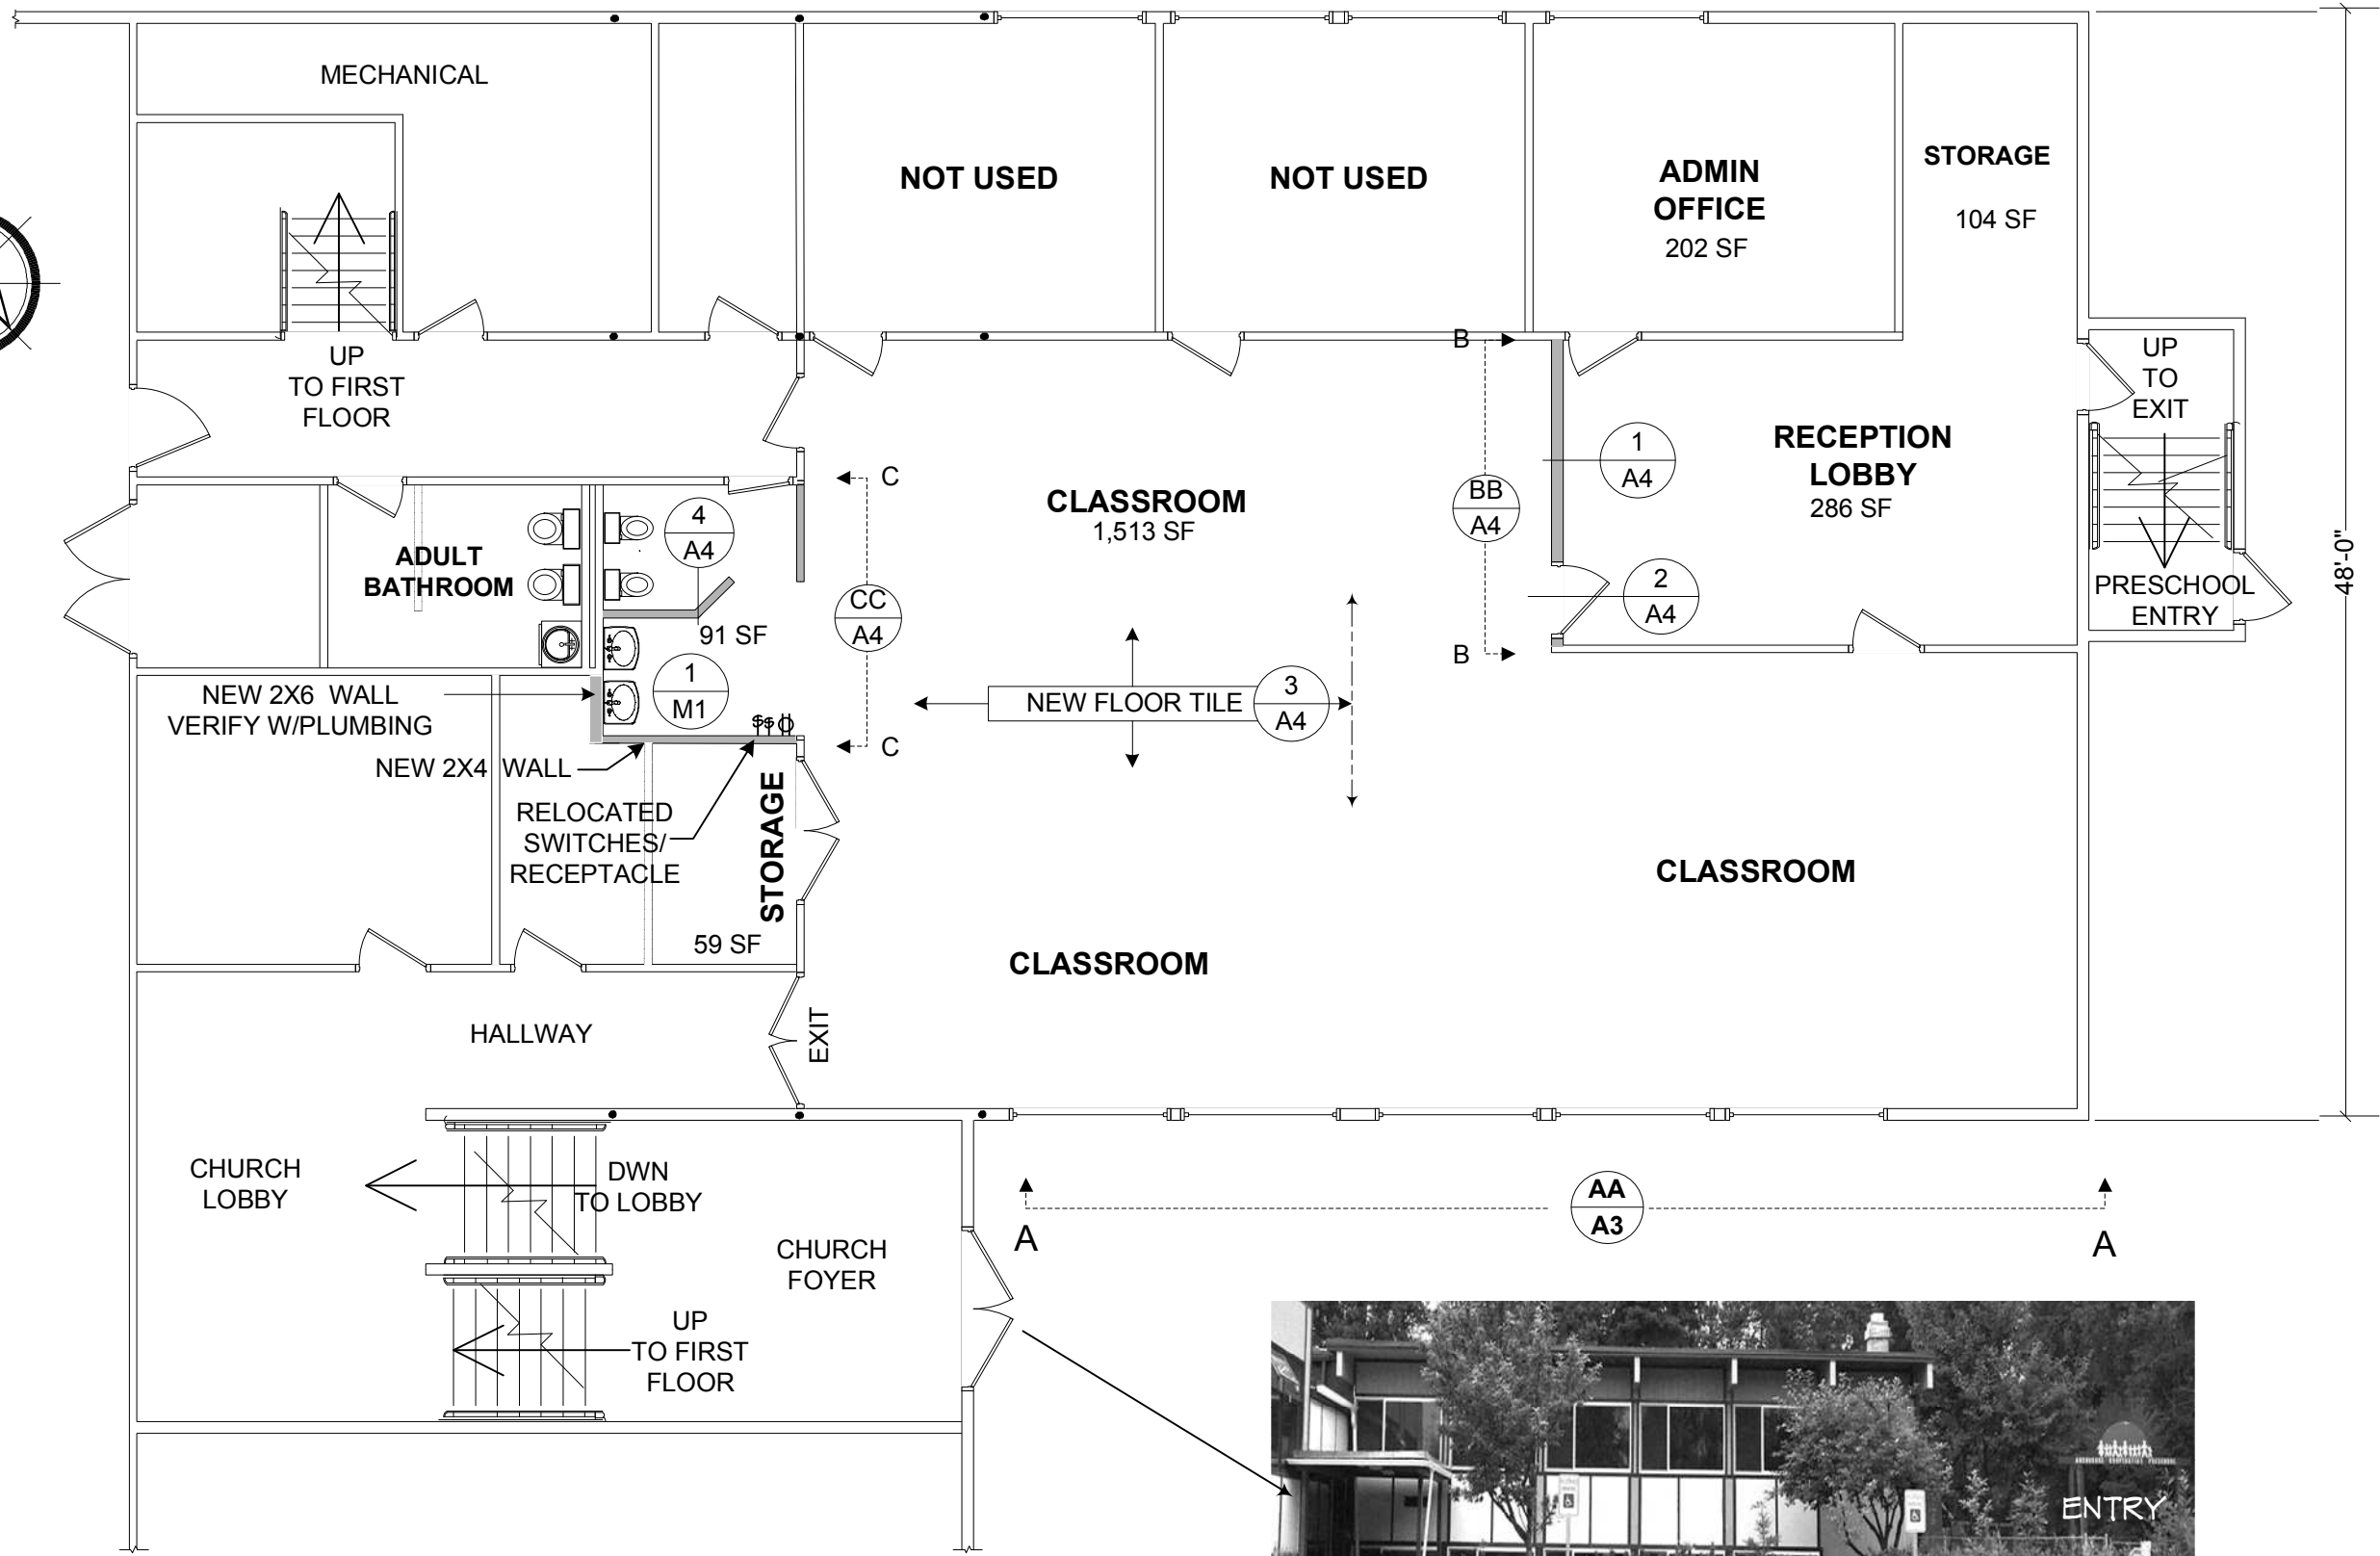 MECHANICAL
NOT USED
NOT USED
ADMIN
OFFICE
202 SF
STORAGE
104 SF
UP
TO FIRST
FLOOR
B
UP
TO
EXIT
RECEPTION
LOBBY
286 SF
1
A4
C
CLASSROOM
1,513 SF
BB
A4
4
A4
ADULT
BATHROOM
2
A4
PRESCHOOL
ENTRY
48'-0"
CC
A4
91 SF
B
1
M1
NEW FLOOR TILE
3
A4
NEW 2X6 WALL
VERIFY W/PLUMBING
C
NEW 2X4 WALL
RELOCATED
SWITCHES/
RECEPTACLE
STORAGE
59 SF
CLASSROOM
CLASSROOM
HALLWAY
EXIT
CHURCH
LOBBY
DWN
TO LOBBY
AA
A3
A
A
CHURCH
FOYER
UP
TO FIRST
FLOOR
ENTRY